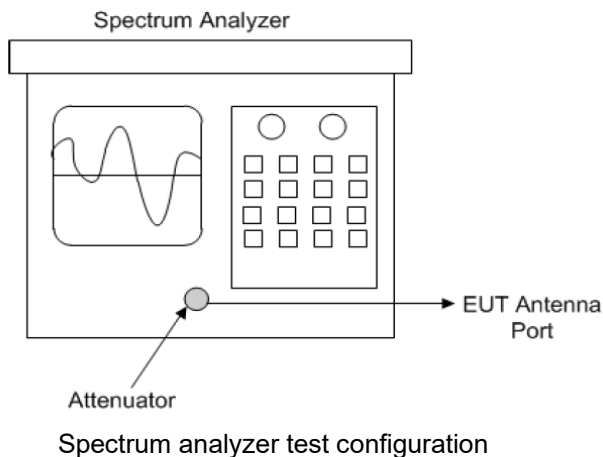 Spectrum Analyzer
EUT Antenna
Port
Attenuator
Spectrum analyzer test configuration